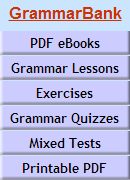 GrammarBank
PDF eBooks
Grammar Lessons
Exercises
Grammar Quizzes
Mixed Tests
Printable PDF